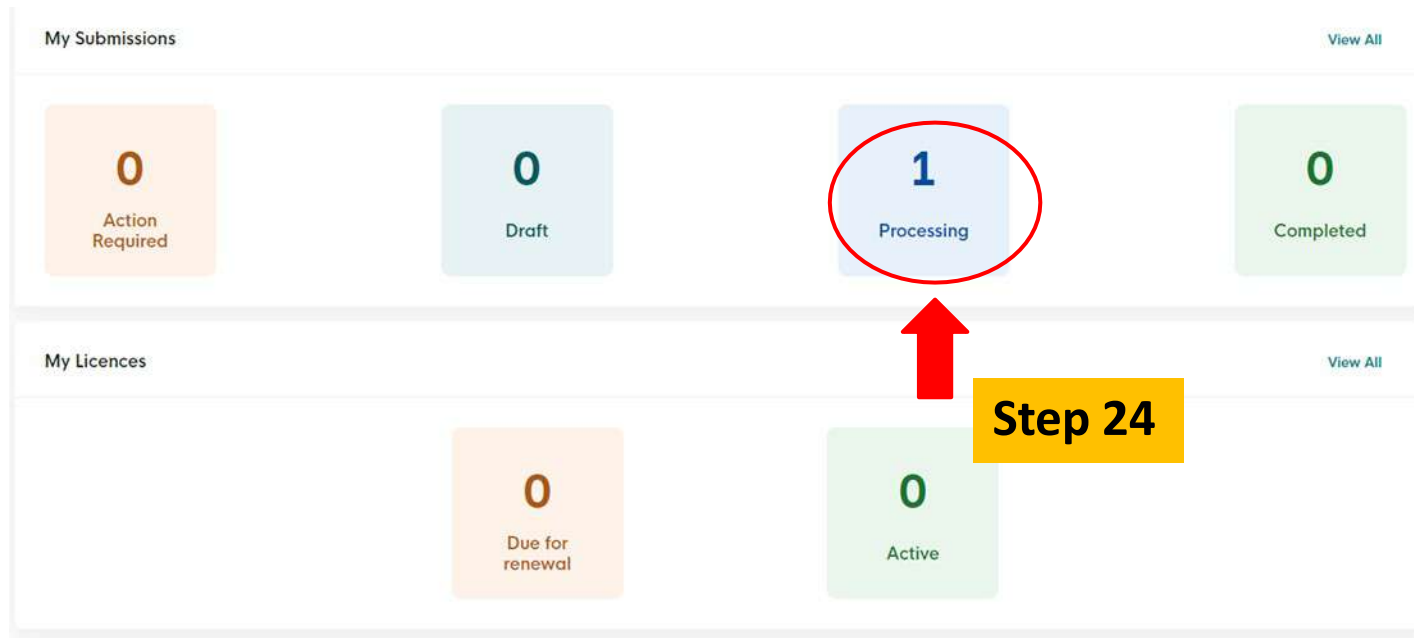 My Submissions
View All
0
Action
Required
0
Draft
1
Processing
0
Completed
My Licences
View All
Step 24
0
Due for
renewal
0
Active